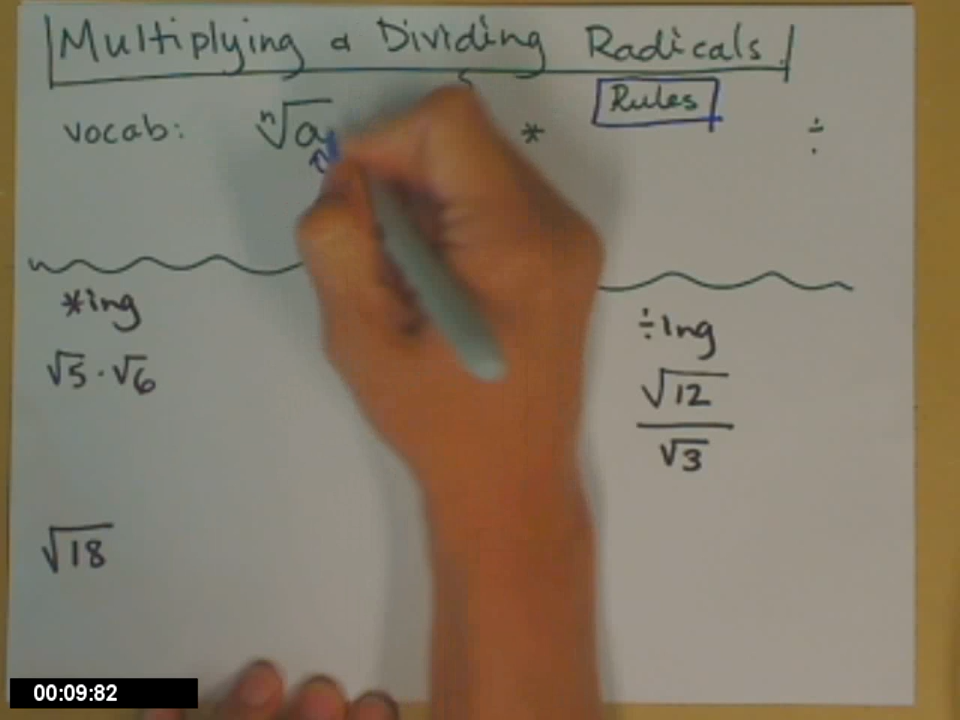 Multiplying & Dividing Radicals
Rules
vocab: ⁿ√a * ÷
*ing
÷ing
√5 · √6
√12
√3
√18
00:09:82